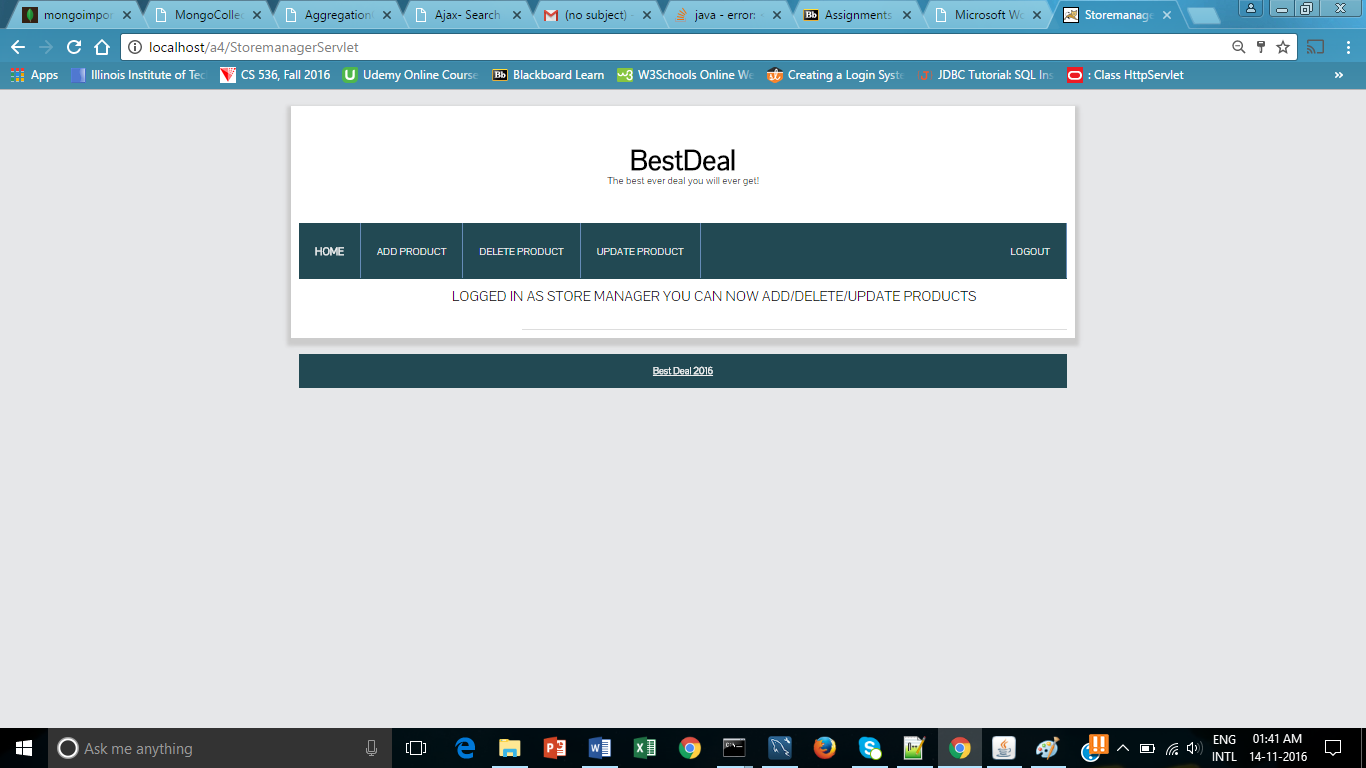 mongoimpor
MongoCollec
Aggregation
Ajax- Search
(no subject) -
java - error:
Assignments
Microsoft Wo
Storemanage
localhost/a4/StoremanagerServlet
Apps
Illinois Institute of Tec
CS 536, Fall 2016
Udemy Online Course
Bb Blackboard Learn
W3Schools Online We
Creating a Login Syste
JDBC Tutorial: SQL Ins
: Class HttpServlet
»
BestDeal
The best ever deal you will ever get!
HOME
ADD PRODUCT
DELETE PRODUCT
UPDATE PRODUCT
LOGOUT
LOGGED IN AS STORE MANAGER YOU CAN NOW ADD/DELETE/UPDATE PRODUCTS
Best Deal 2016
Ask me anything
ENG
INTL
01:41 AM
14-11-2016